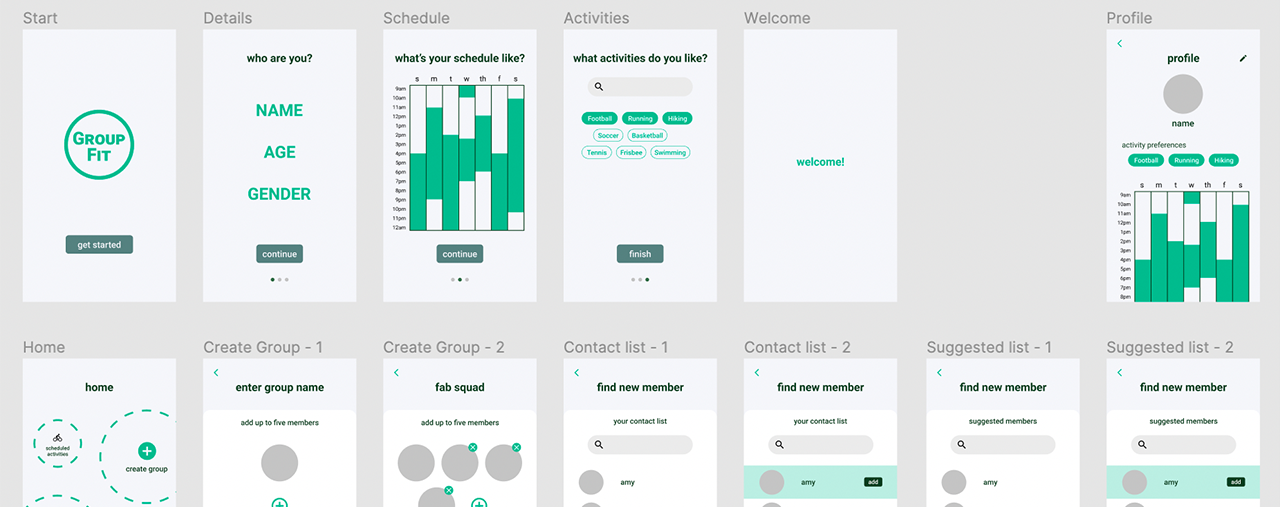 Start
GROUP
FIT
get started
Details
who are you?
NAME
AGE
GENDER
continue
Schedule
what's your schedule like?
s m t w th f s
9am
10am
11am
12pm
1pm
2pm
3pm
4pm
5pm
6pm
7pm
8pm
9pm
10pm
11pm
12am
continue
Activities
what activities do you like?
Football Running Hiking
Soccer Basketball
Tennis Frisbee Swimming
finish
Welcome
welcome!
Profile
profile
name
activity preferences
Football Running Hiking
s m t w th f s
9am
10am
11am
12pm
1pm
2pm
3pm
4pm
5pm
6pm
7pm
8pm
Home
home
scheduled
activities
create group
Create Group - 1
enter group name
add up to five members
Create Group - 2
fab squad
add up to five members
Contact list - 1
find new member
your contact list
amy
Contact list - 2
find new member
your contact list
amy add
Suggested list - 1
find new member
suggested members
amy
Suggested list - 2
find new member
suggested members
amy add